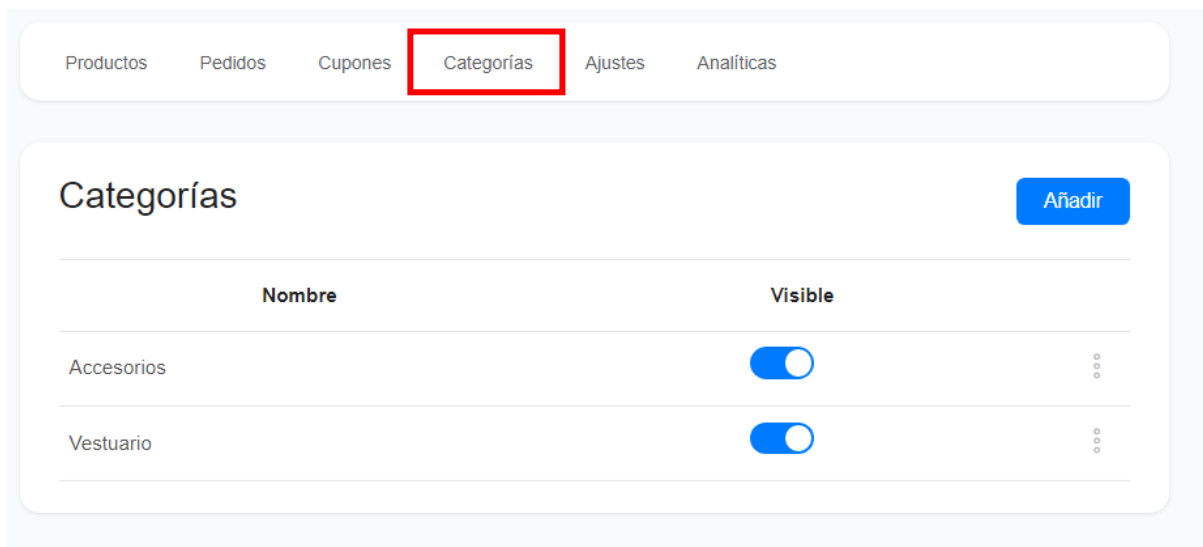 Productos Pedidos Cupones Categorías Ajustes Analíticas
Categorías
Añadir
Nombre Visible
Accesorios
Vestuario